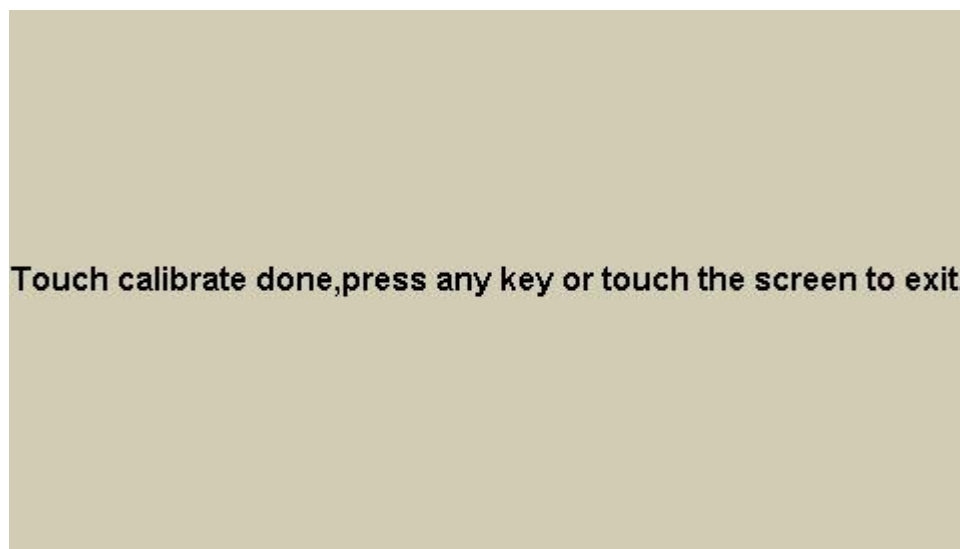 Touch calibrate done,press any key or touch the screen to exit